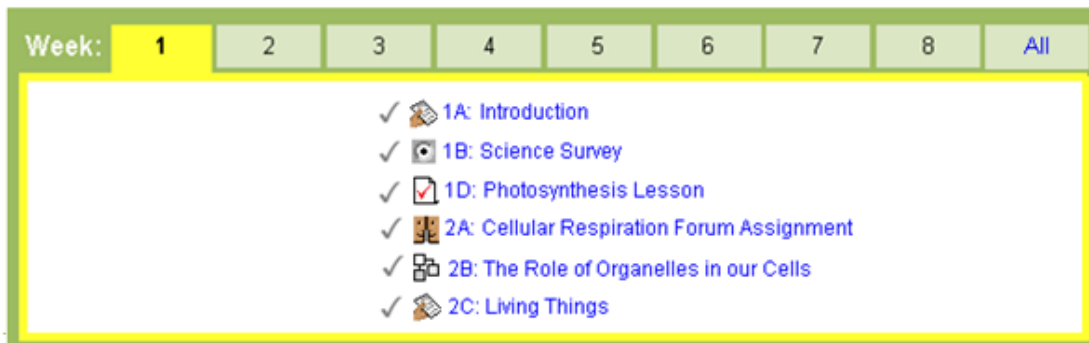 Week: 1 2 3 4 5 6 7 8 All
1A: Introduction
1B: Science Survey
1D: Photosynthesis Lesson
2A: Cellular Respiration Forum Assignment
2B: The Role of Organelles in our Cells
2C: Living Things